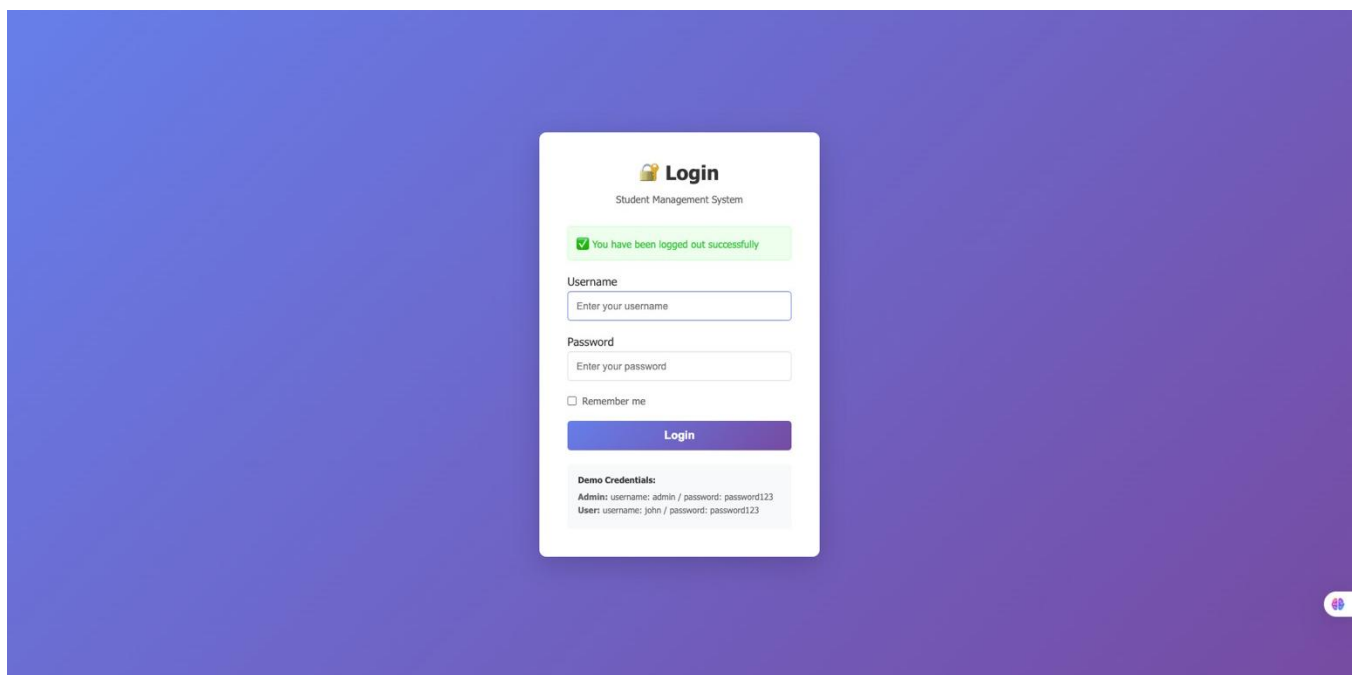 🔐 Login
Student Management System
✅ You have been logged out successfully
Username
Enter your username
Password
Enter your password
Remember me
Login
Demo Credentials:
Admin: username: admin / password: password123
User: username: john / password: password123